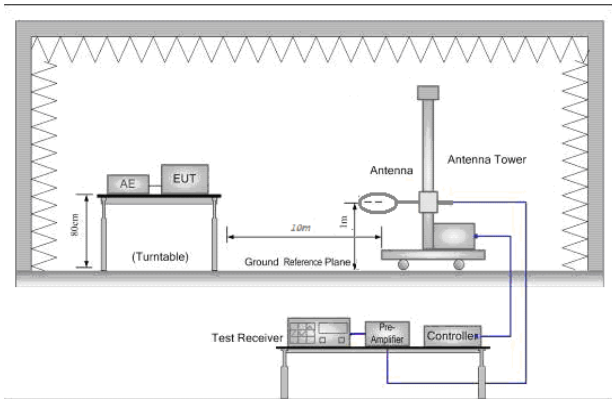 Antenna Tower
Antenna
AE
EUT
80cm
10m
1m
(Turntable)
Ground Reference Plane
Test Receiver
Pre-
Amplifier
Controller